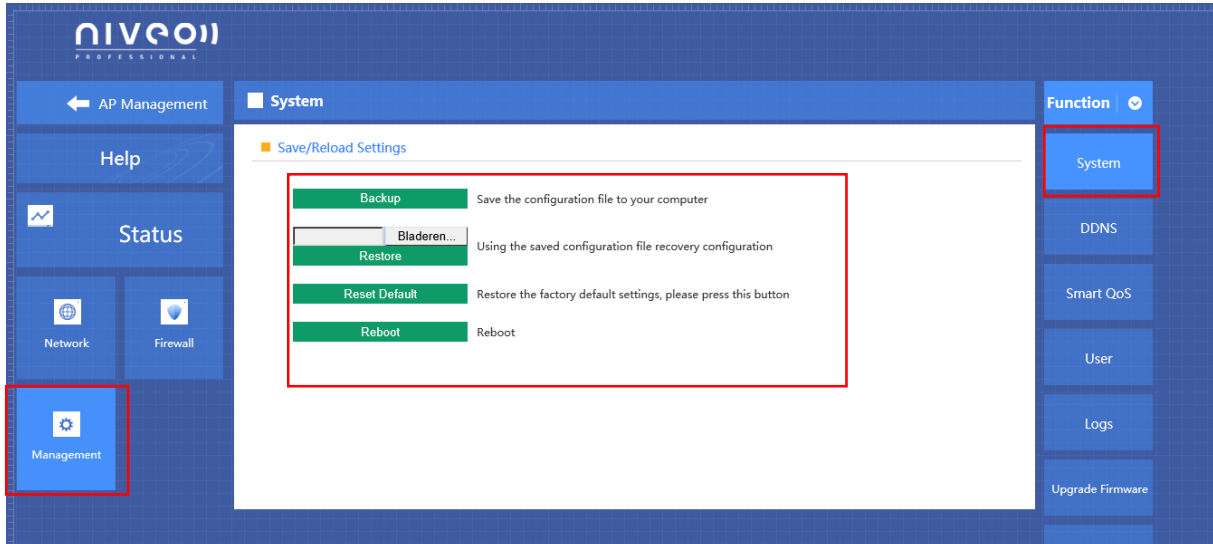 niveo
PROFESSIONAL
AP Management
Help
Status
Network
Firewall
Management
System
Save/Reload Settings
Backup
Save the configuration file to your computer
Bladeren...
Using the saved configuration file recovery configuration
Restore
Reset Default
Restore the factory default settings, please press this button
Reboot
Reboot
Function
System
DDNS
Smart QoS
User
Logs
Upgrade Firmware